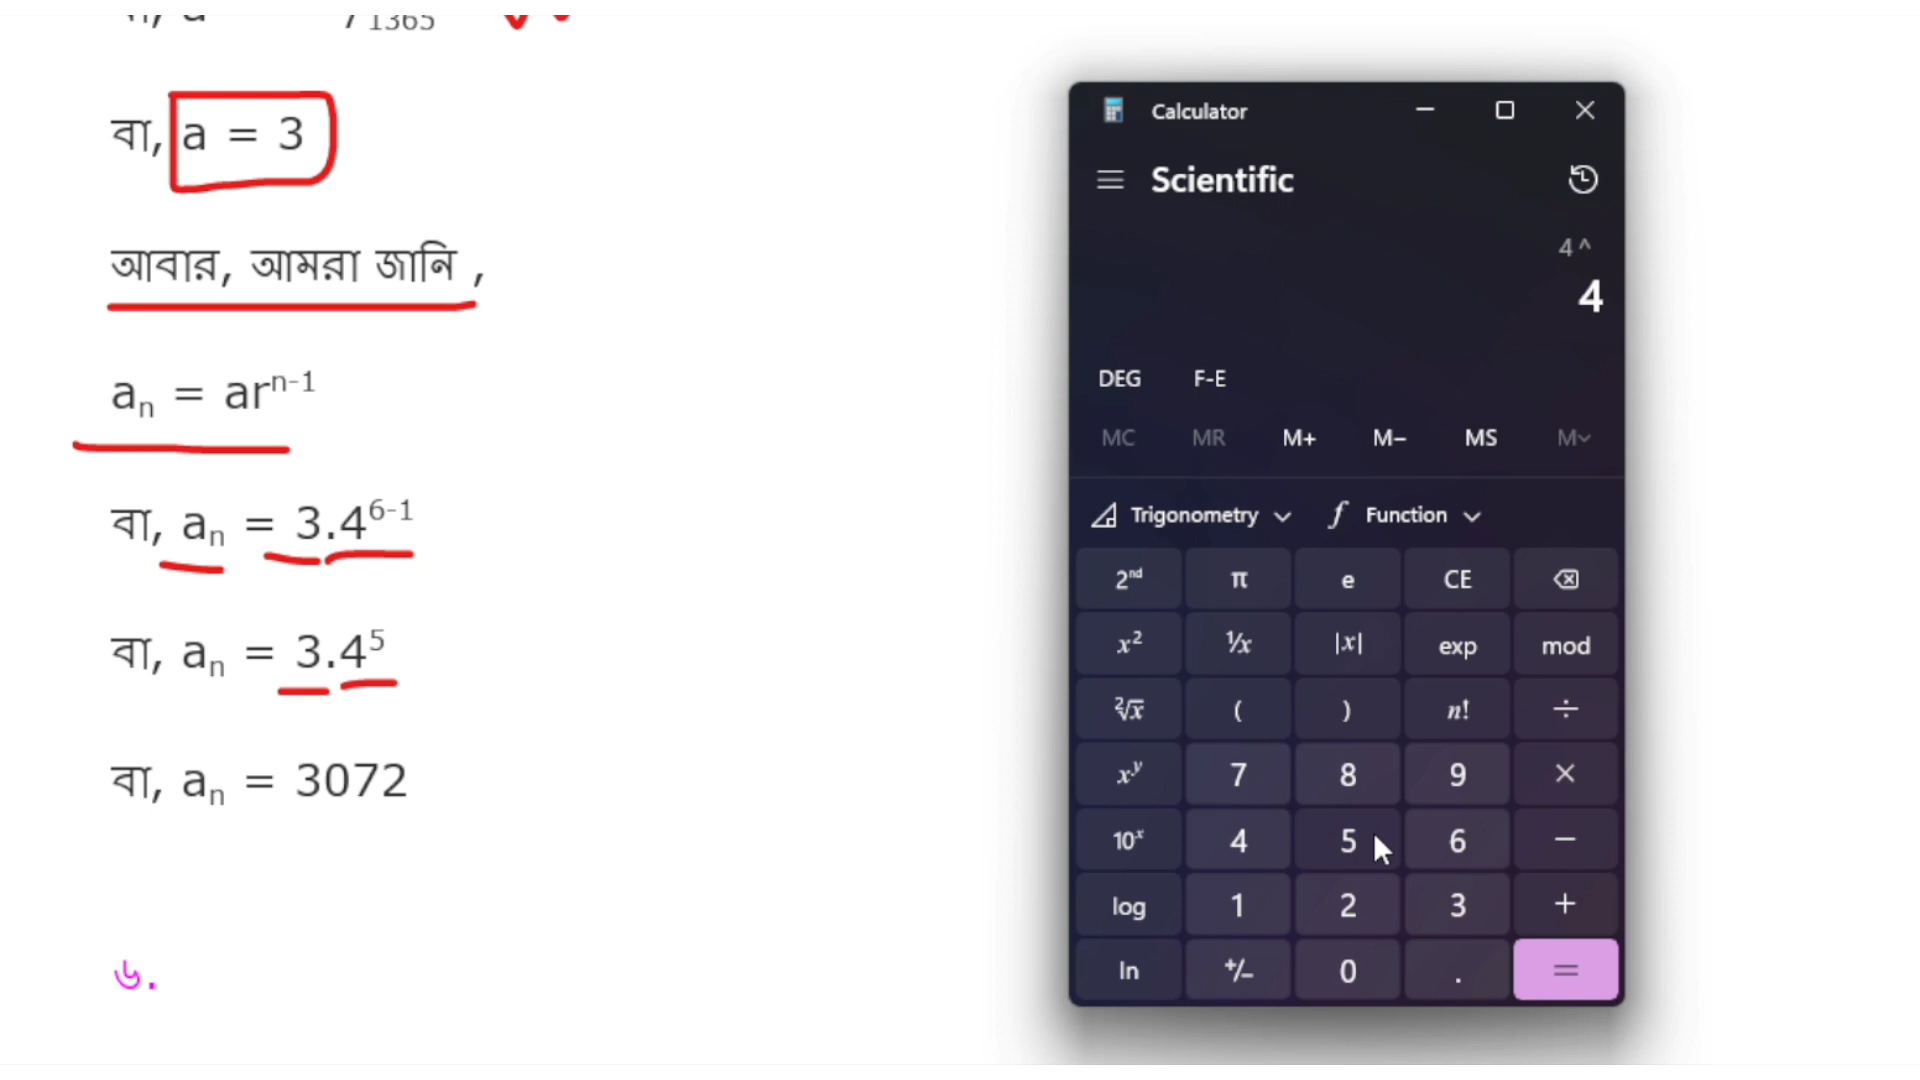 1365
বা, a = 3
আবার, আমরা জানি ,
aₙ = arⁿ⁻¹
বা, aₙ = 3.4⁶⁻¹
বা, aₙ = 3.4⁵
বা, aₙ = 3072
৬.
Calculator
Scientific
4 ^
4
DEG F-E
MC MR M+ M− MS M˅
Trigonometry f Function
2ⁿᵈ π e CE
x² ¹/x |x| exp mod
²√x ( ) n! ÷
xʸ 7 8 9 ×
10ˣ 4 5 6 −
log 1 2 3 +
ln +/− 0 . =